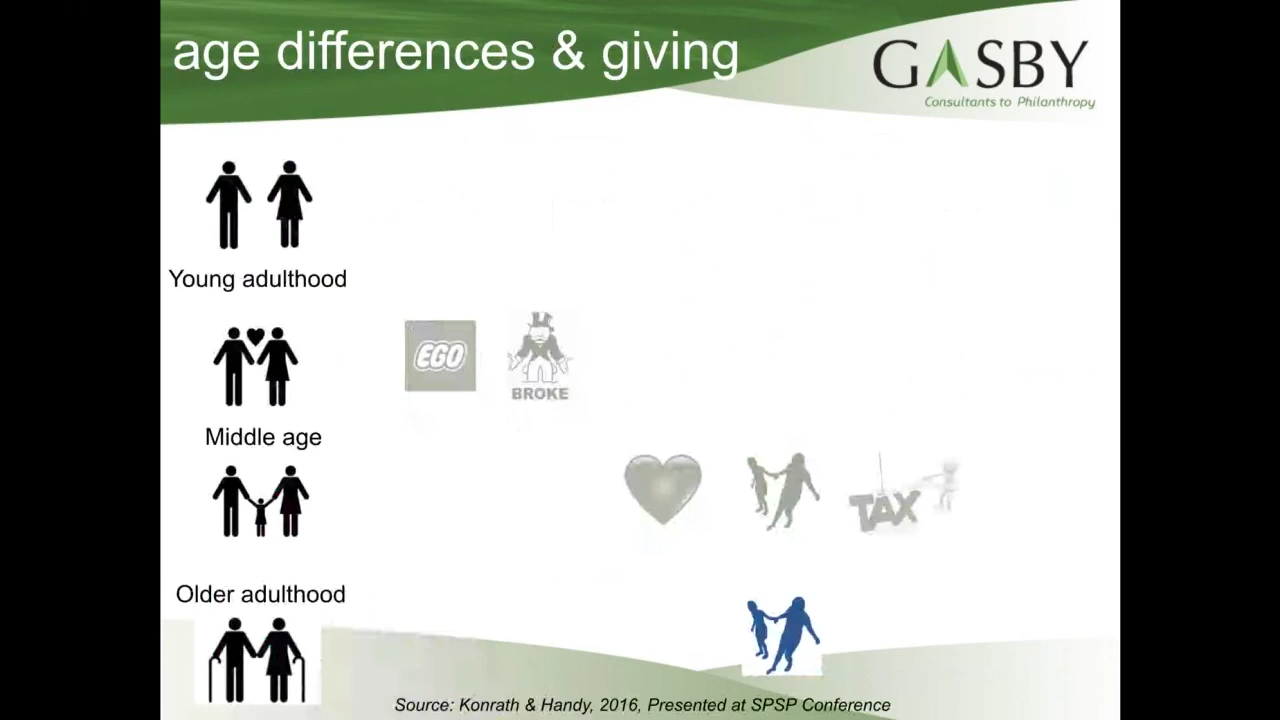 age differences & giving
GASBY
Consultants to Philanthropy
Young adulthood
EGO
BROKE
Middle age
TAX
Older adulthood
Source: Konrath & Handy, 2016, Presented at SPSP Conference